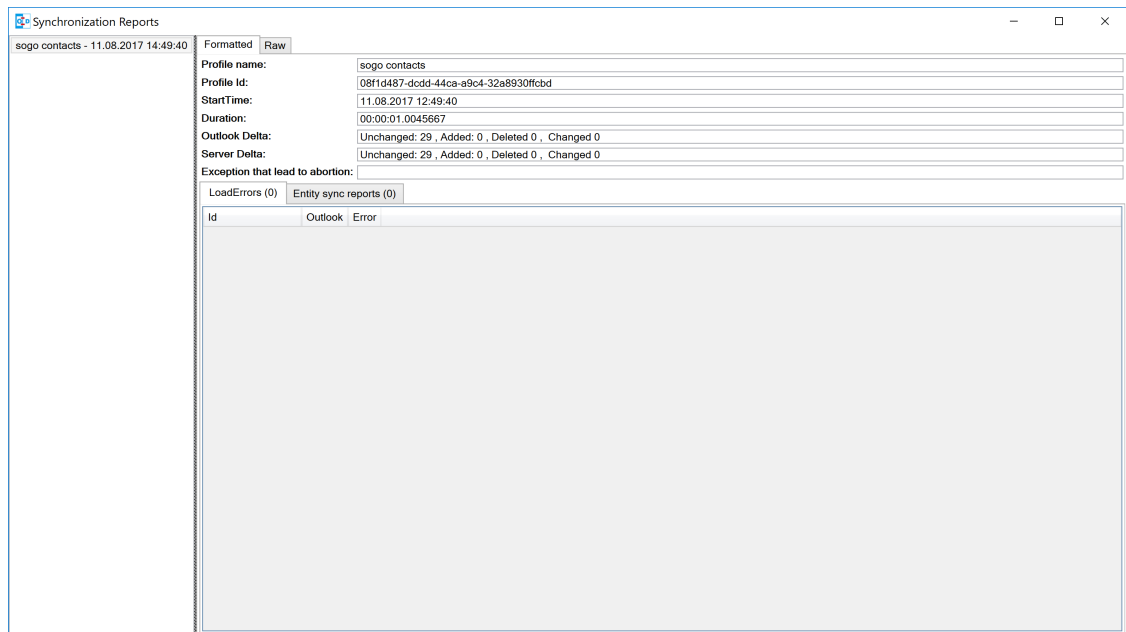 Synchronization Reports
sogo contacts - 11.08.2017 14:49:40
Formatted Raw
Profile name: sogo contacts
Profile Id: 08f1d487-dcdd-44ca-a9c4-32a8930ffcbd
StartTime: 11.08.2017 12:49:40
Duration: 00:00:01.0045667
Outlook Delta: Unchanged: 29 , Added: 0 , Deleted 0 ,  Changed 0
Server Delta: Unchanged: 29 , Added: 0 , Deleted 0 ,  Changed 0
Exception that lead to abortion:
LoadErrors (0) Entity sync reports (0)
Id Outlook Error